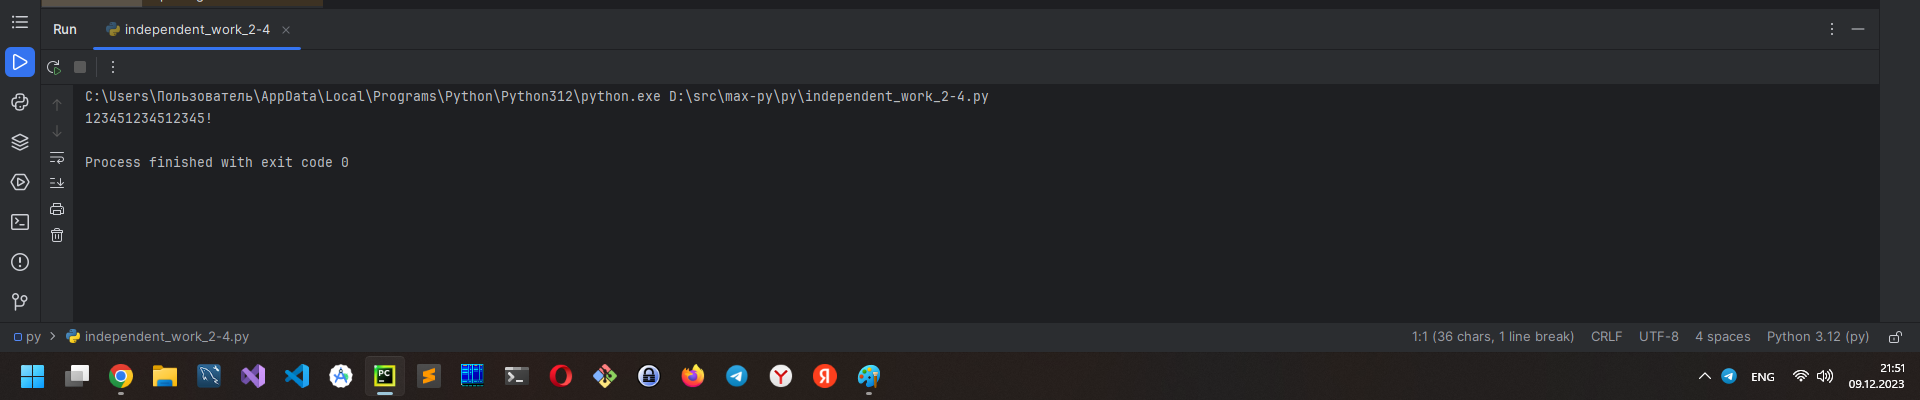 Run independent_work_2-4
C:\Users\Пользователь\AppData\Local\Programs\Python\Python312\python.exe D:\src\max-py\py\independent_work_2-4.py
123451234512345!
Process finished with exit code 0
py > independent_work_2-4.py 1:1 (36 chars, 1 line break) CRLF UTF-8 4 spaces Python 3.12 (py)
PC
ENG
21:51
09.12.2023